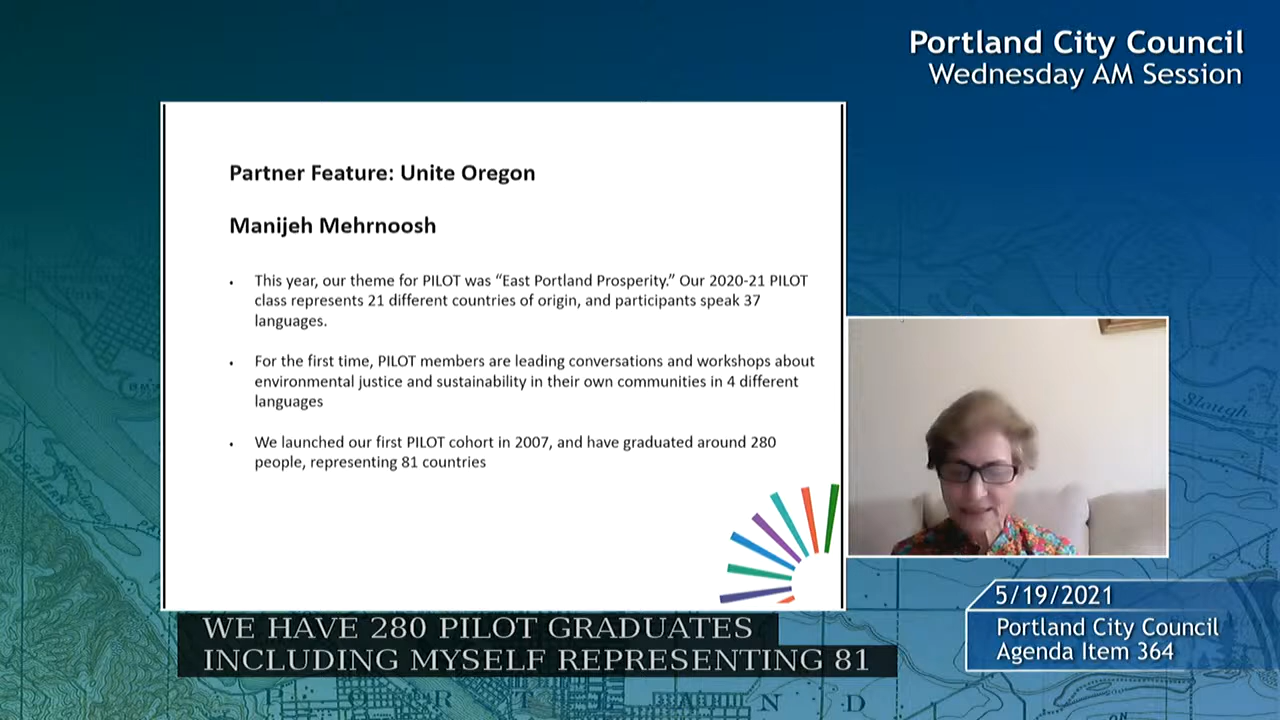 Portland City Council
Wednesday AM Session
Partner Feature: Unite Oregon
Manijeh Mehrnoosh
• This year, our theme for PILOT was “East Portland Prosperity.” Our 2020-21 PILOT
class represents 21 different countries of origin, and participants speak 37
languages.
• For the first time, PILOT members are leading conversations and workshops about
environmental justice and sustainability in their own communities in 4 different
languages
• We launched our first PILOT cohort in 2007, and have graduated around 280
people, representing 81 countries
Slough
5/19/2021
Portland City Council
Agenda Item 364
WE HAVE 280 PILOT GRADUATES
INCLUDING MYSELF REPRESENTING 81